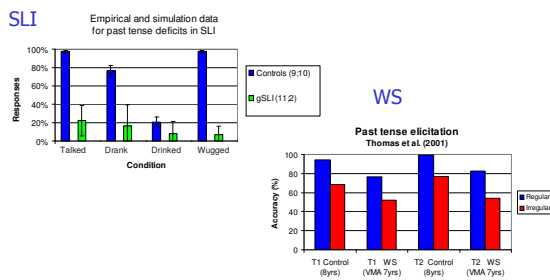 SLI
Empirical and simulation data
for past tense deficits in SLI
100%
80%
60%
40%
20%
0%
Responses
Talked Drank Drinked Wugged
Condition
Controls (9;10)
gSLI (11;2)
WS
Past tense elicitation
Thomas et al. (2001)
100
80
60
40
20
0
Accuracy (%)
T1 Control T1 WS T2 Control T2 WS
(8yrs) (VMA 7yrs) (8yrs) (VMA 7yrs)
Regular
Irregular